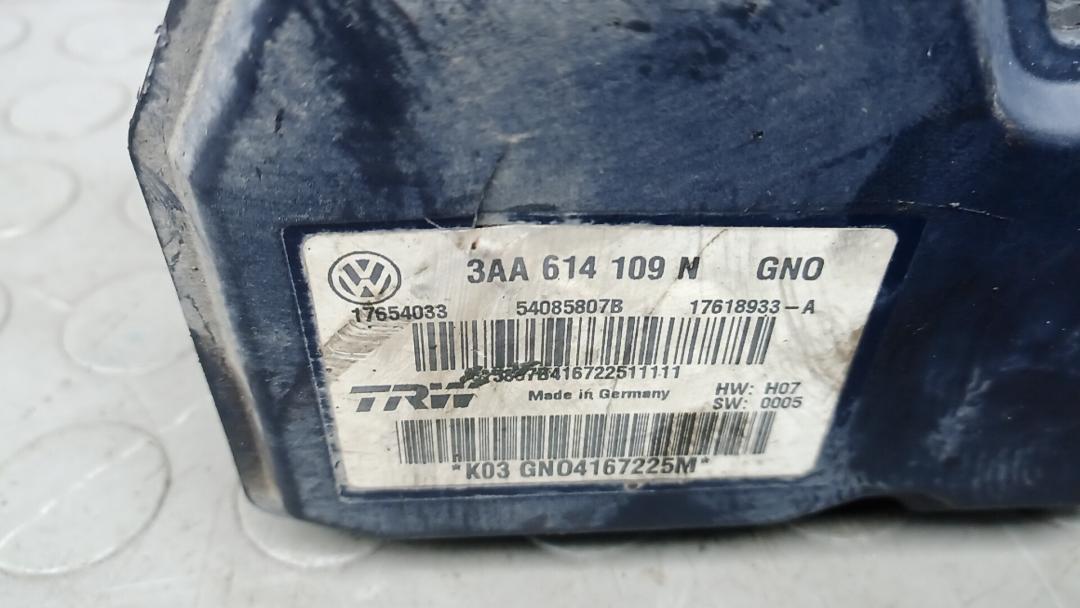 3AA 614 109 N GNO
17654033 54085807B 17618933-A
TRW Made in Germany HW: H07
SW: 0005
*K03 GNO4167225M*